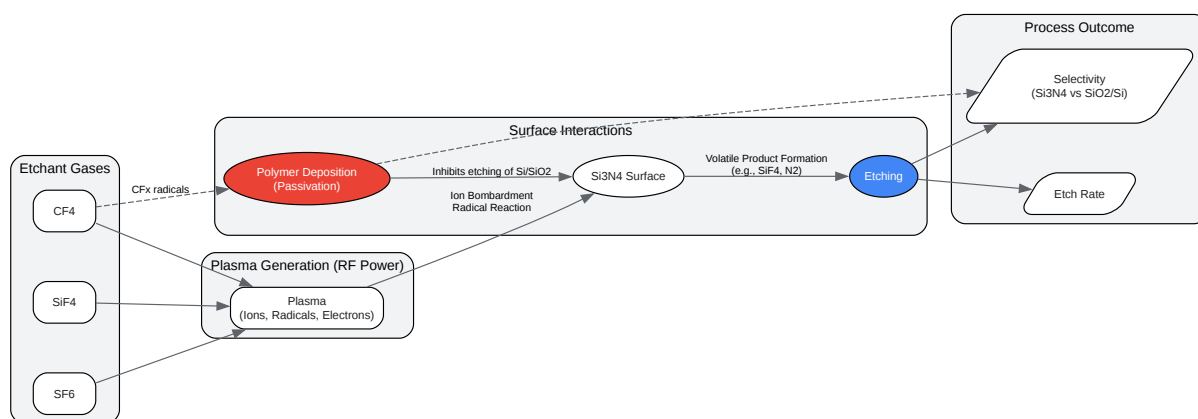 Process Outcome
Selectivity
(Si3N4 vs SiO2/Si)
Etch Rate
Surface Interactions
Polymer Deposition
(Passivation)
Inhibits etching of Si/SiO2
Si3N4 Surface
Volatile Product Formation
(e.g., SiF4, N2)
Etching
Ion Bombardment
Radical Reaction
Etchant Gases
CFx radicals
CF4
SiF4
SF6
Plasma Generation (RF Power)
Plasma
(Ions, Radicals, Electrons)